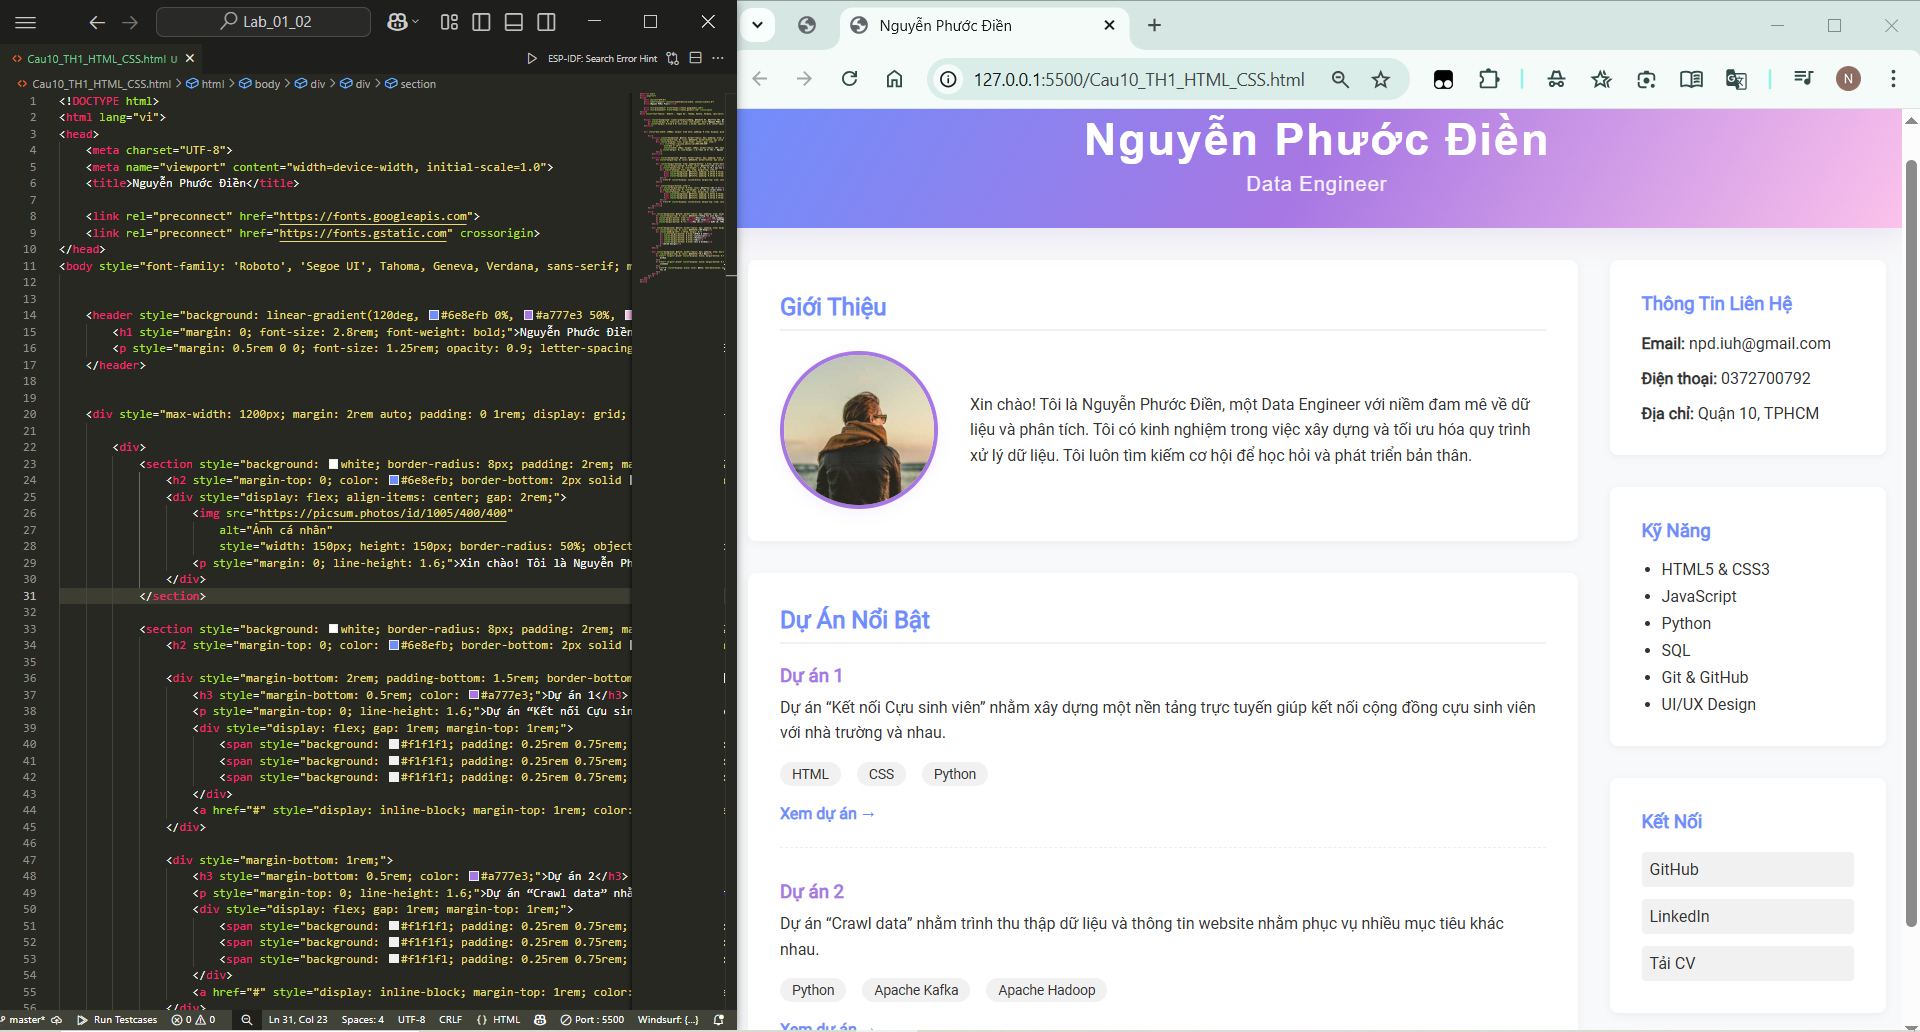 Lab_01_02
Cau10_TH1_HTML_CSS.html U
ESP-IDF: Search Error Hint
Cau10_TH1_HTML_CSS.html > html > body > div > div > section
1 <!DOCTYPE html>
2 <html lang="vi">
3 <head>
4 <meta charset="UTF-8">
5 <meta name="viewport" content="width=device-width, initial-scale=1.0">
6 <title>Nguyễn Phước Điền</title>
7
8 <link rel="preconnect" href="https://fonts.googleapis.com">
9 <link rel="preconnect" href="https://fonts.gstatic.com" crossorigin>
10 </head>
11 <body style="font-family: 'Roboto', 'Segoe UI', Tahoma, Geneva, Verdana, sans-serif; m
12
13
14 <header style="background: linear-gradient(120deg, #6e8efb 0%, #a777e3 50%,
15 <h1 style="margin: 0; font-size: 2.8rem; font-weight: bold;">Nguyễn Phước Điền
16 <p style="margin: 0.5rem 0 0; font-size: 1.25rem; opacity: 0.9; letter-spacing
17 </header>
18
19
20 <div style="max-width: 1200px; margin: 2rem auto; padding: 0 1rem; display: grid;
21
22 <div>
23 <section style="background: white; border-radius: 8px; padding: 2rem; ma
24 <h2 style="margin-top: 0; color: #6e8efb; border-bottom: 2px solid
25 <div style="display: flex; align-items: center; gap: 2rem;">
26 <img src="https://picsum.photos/id/1005/400/400"
27 alt="Ảnh cá nhân"
28 style="width: 150px; height: 150px; border-radius: 50%; object
29 <p style="margin: 0; line-height: 1.6;">Xin chào! Tôi là Nguyễn Ph
30 </div>
31 </section>
32
33 <section style="background: white; border-radius: 8px; padding: 2rem; ma
34 <h2 style="margin-top: 0; color: #6e8efb; border-bottom: 2px solid
35
36 <div style="margin-bottom: 2rem; padding-bottom: 1.5rem; border-bottom
37 <h3 style="margin-bottom: 0.5rem; color: #a777e3;">Dự án 1</h3>
38 <p style="margin-top: 0; line-height: 1.6;">Dự án “Kết nối Cựu sin
39 <div style="display: flex; gap: 1rem; margin-top: 1rem;">
40 <span style="background: #f1f1f1; padding: 0.25rem 0.75rem;
41 <span style="background: #f1f1f1; padding: 0.25rem 0.75rem;
42 <span style="background: #f1f1f1; padding: 0.25rem 0.75rem;
43 </div>
44 <a href="#" style="display: inline-block; margin-top: 1rem; color:
45 </div>
46
47 <div style="margin-bottom: 1rem;">
48 <h3 style="margin-bottom: 0.5rem; color: #a777e3;">Dự án 2</h3>
49 <p style="margin-top: 0; line-height: 1.6;">Dự án “Crawl data” nhằ
50 <div style="display: flex; gap: 1rem; margin-top: 1rem;">
51 <span style="background: #f1f1f1; padding: 0.25rem 0.75rem;
52 <span style="background: #f1f1f1; padding: 0.25rem 0.75rem;
53 <span style="background: #f1f1f1; padding: 0.25rem 0.75rem;
54 </div>
55 <a href="#" style="display: inline-block; margin-top: 1rem; color:
56 </div>
master* Run Testcases 0 0 Ln 31, Col 23 Spaces: 4 UTF-8 CRLF {} HTML Port : 5500 Windsurf: {...}
Nguyễn Phước Điền
127.0.0.1:5500/Cau10_TH1_HTML_CSS.html
N
Nguyễn Phước Điền
Data Engineer
Giới Thiệu
Xin chào! Tôi là Nguyễn Phước Điền, một Data Engineer với niềm đam mê về dữ
liệu và phân tích. Tôi có kinh nghiệm trong việc xây dựng và tối ưu hóa quy trình
xử lý dữ liệu. Tôi luôn tìm kiếm cơ hội để học hỏi và phát triển bản thân.
Dự Án Nổi Bật
Dự án 1
Dự án “Kết nối Cựu sinh viên” nhằm xây dựng một nền tảng trực tuyến giúp kết nối cộng đồng cựu sinh viên
với nhà trường và nhau.
HTML CSS Python
Xem dự án →
Dự án 2
Dự án “Crawl data” nhằm trình thu thập dữ liệu và thông tin website nhằm phục vụ nhiều mục tiêu khác
nhau.
Python Apache Kafka Apache Hadoop
Xem dự án →
Thông Tin Liên Hệ
Email: npd.iuh@gmail.com
Điện thoại: 0372700792
Địa chỉ: Quận 10, TPHCM
Kỹ Năng
• HTML5 & CSS3
• JavaScript
• Python
• SQL
• Git & GitHub
• UI/UX Design
Kết Nối
GitHub
LinkedIn
Tải CV